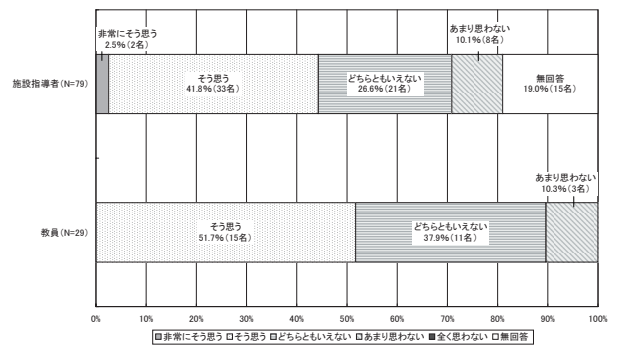 非常にそう思う
2.5%(2名)
あまり思わない
10.1%(8名)
施設指導者(N=79)
そう思う
41.8%(33名)
どちらともいえない
26.6%(21名)
無回答
19.0%(15名)
あまり思わない
10.3%(3名)
教員(N=29)
そう思う
51.7%(15名)
どちらともいえない
37.9%(11名)
0% 10% 20% 30% 40% 50% 60% 70% 80% 90% 100%
非常にそう思う そう思う どちらともいえない あまり思わない 全く思わない 無回答